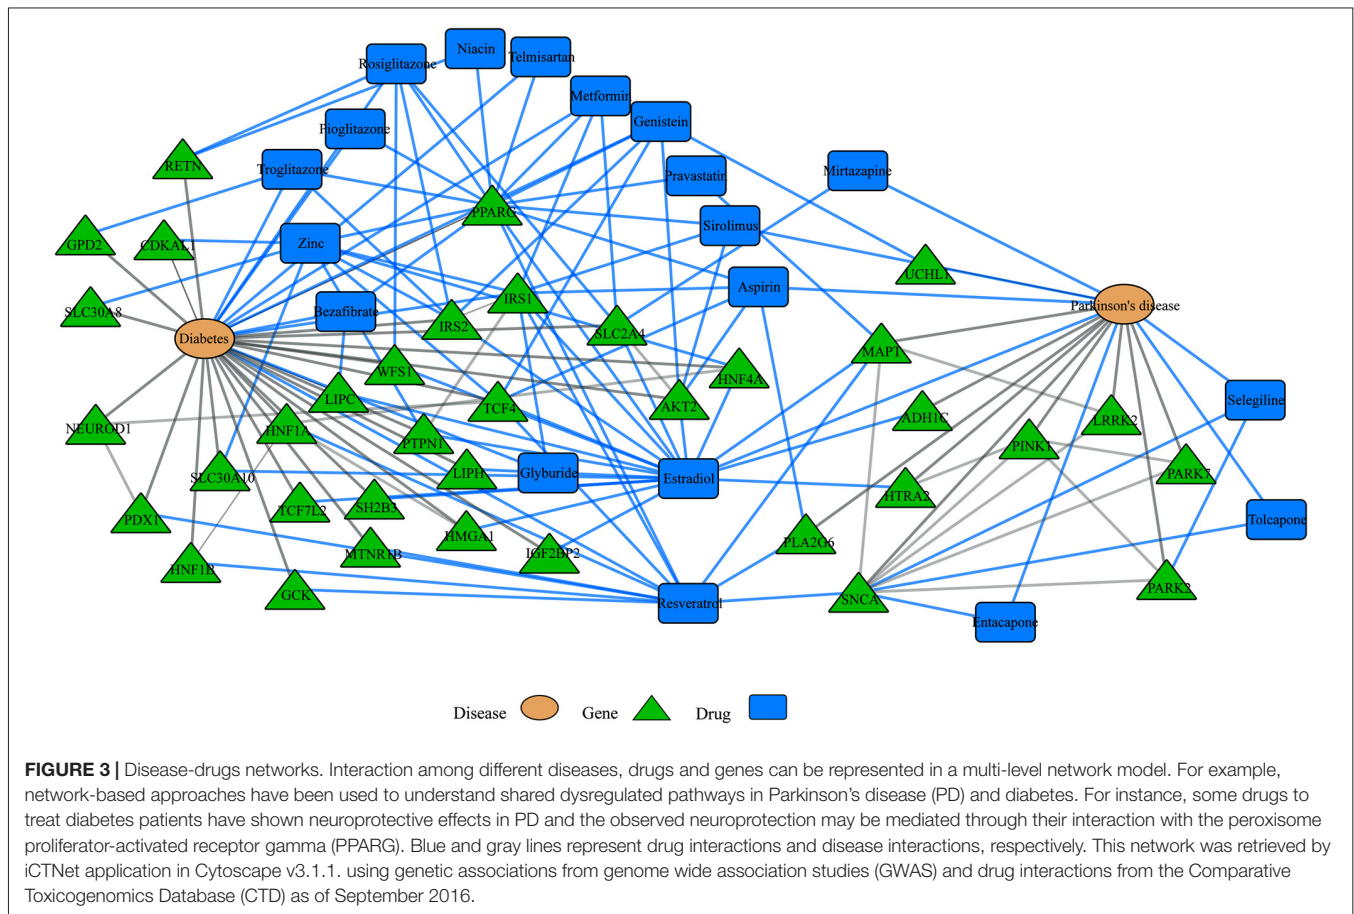 Niacin
Rosiglitazone
Telmisartan
Metformin
Genistein
Pioglitazone
Troglitazone
RETN
Pravastatin
Mirtazapine
PPARG
Sirolimus
GPD2
CDKAL1
Zinc
UCHL1
Aspirin
SLC30A8
Bezafibrate
IRS1
Parkinson's disease
IRS2
SLC2A4
Diabetes
MAPT
WFS1
HNF4A
LIPC
TCF4
AKT2
Selegiline
NEUROD1
HNF1A
ADH1C
LRRK2
PTPN1
PINK1
SLC30A10
LIPH
Glyburide
Estradiol
PARK7
HTRA2
TCF7L2
SH2B3
PDX1
Tolcapone
HMGA1
PLA2G6
MTNR1B
IGF2BP2
HNF1B
PARK2
GCK
Resveratrol
SNCA
Entacapone
Disease
Gene
Drug
FIGURE 3 | Disease-drugs networks. Interaction among different diseases, drugs and genes can be represented in a multi-level network model. For example,
network-based approaches have been used to understand shared dysregulated pathways in Parkinson's disease (PD) and diabetes. For instance, some drugs to
treat diabetes patients have shown neuroprotective effects in PD and the observed neuroprotection may be mediated through their interaction with the peroxisome
proliferator-activated receptor gamma (PPARG). Blue and gray lines represent drug interactions and disease interactions, respectively. This network was retrieved by
iCTNet application in Cytoscape v3.1.1. using genetic associations from genome wide association studies (GWAS) and drug interactions from the Comparative
Toxicogenomics Database (CTD) as of September 2016.